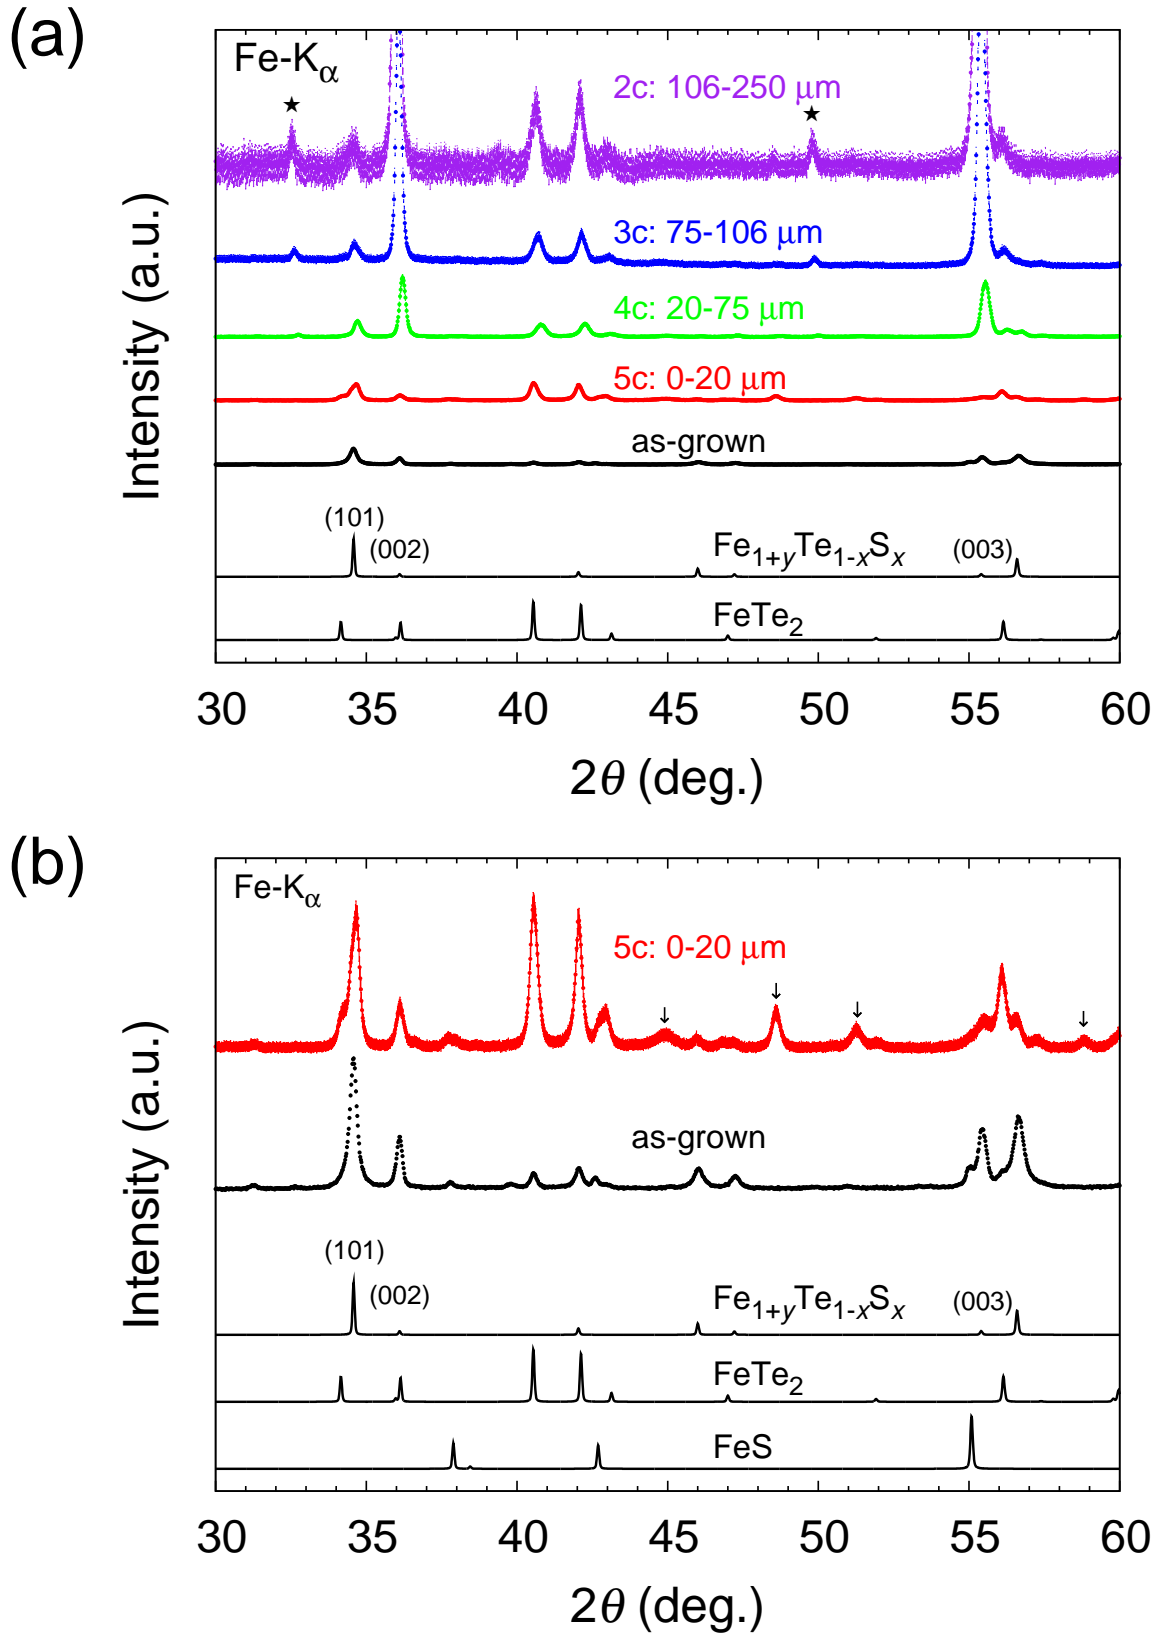 (a)
Fe-Kα
★
★
2c: 106-250 μm
3c: 75-106 μm
4c: 20-75 μm
5c: 0-20 μm
as-grown
(101)
(002)
Fe1+yTe1-xSx
(003)
FeTe2
Intensity (a.u.)
30 35 40 45 50 55 60
2θ (deg.)
(b)
Fe-Kα
5c: 0-20 μm
↓ ↓ ↓ ↓
as-grown
(101)
(002)
Fe1+yTe1-xSx
(003)
FeTe2
FeS
Intensity (a.u.)
30 35 40 45 50 55 60
2θ (deg.)